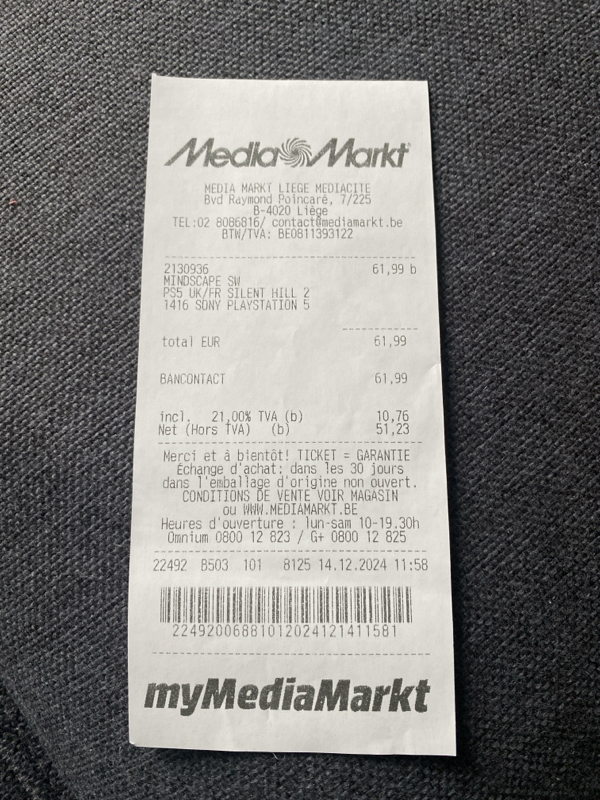 MediaMarkt
MEDIA MARKT LIEGE MEDIACITE
Bvd Raymond Poincaré, 7/225
B-4020 Liège
TEL:02 8086816/ contact@mediamarkt.be
BTW/TVA: BE0811393122
2130936 61,99 b
MINDSCAPE SW
PS5 UK/FR SILENT HILL 2
1416 SONY PLAYSTATION 5
total EUR 61,99
BANCONTACT 61,99
incl. 21,00% TVA (b) 10,76
Net (Hors TVA) (b) 51,23
Merci et à bientôt! TICKET = GARANTIE
Échange d'achat: dans les 30 jours
dans l'emballage d'origine non ouvert.
CONDITIONS DE VENTE VOIR MAGASIN
ou WWW.MEDIAMARKT.BE
Heures d'ouverture : lun-sam 10-19.30h
Omnium 0800 12 823 / G+ 0800 12 825
22492 B503 101 8125 14.12.2024 11:58
2249200688101202412141​1581
myMediaMarkt